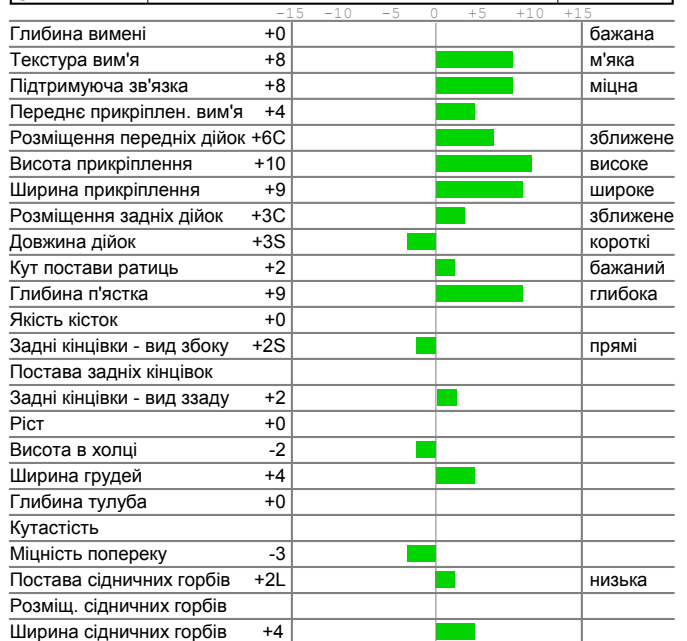 -15 -10 -5 0 +5 +10 +15
Глибина вимені +0 бажана
Текстура вим'я +8 м'яка
Підтримуюча зв'язка +8 міцна
Переднє прикріплен. вим'я +4
Розміщення передніх дійок +6C зближене
Висота прикріплення +10 високе
Ширина прикріплення +9 широке
Розміщення задніх дійок +3C зближене
Довжина дійок +3S короткі
Кут постави ратиць +2 бажаний
Глибина п'ястка +9 глибока
Якість кісток +0
Задні кінцівки - вид збоку +2S прямі
Постава задніх кінцівок
Задні кінцівки - вид ззаду +2
Ріст +0
Висота в холці -2
Ширина грудей +4
Глибина тулуба +0
Кутастість
Міцність попереку -3
Постава сідничних горбів +2L низька
Розміщ. сідничних горбів
Ширина сідничних горбів +4